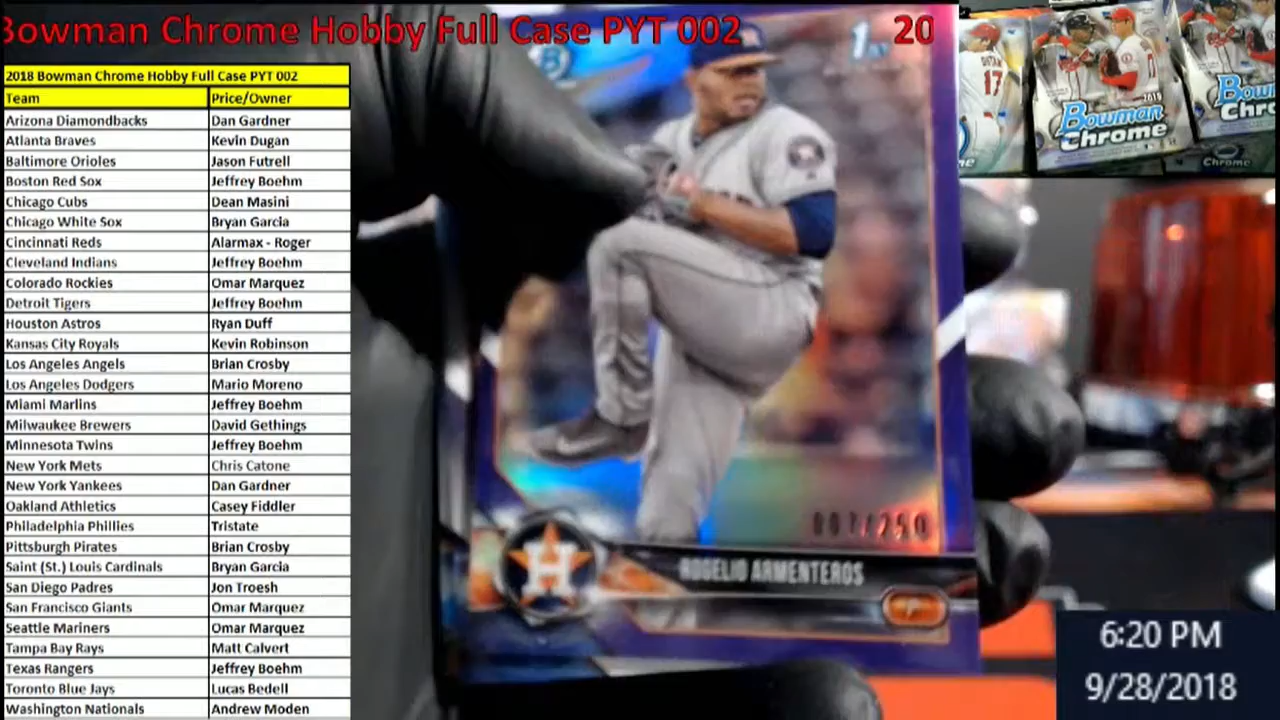 Bowman Chrome Hobby Full Case PYT 002 20
2018 Bowman Chrome Hobby Full Case PYT 002
Team Price/Owner
Arizona Diamondbacks Dan Gardner
Atlanta Braves Kevin Dugan
Baltimore Orioles Jason Futrell
Boston Red Sox Jeffrey Boehm
Chicago Cubs Dean Masini
Chicago White Sox Bryan Garcia
Cincinnati Reds Alarmax - Roger
Cleveland Indians Jeffrey Boehm
Colorado Rockies Omar Marquez
Detroit Tigers Jeffrey Boehm
Houston Astros Ryan Duff
Kansas City Royals Kevin Robinson
Los Angeles Angels Brian Crosby
Los Angeles Dodgers Mario Moreno
Miami Marlins Jeffrey Boehm
Milwaukee Brewers David Gethings
Minnesota Twins Jeffrey Boehm
New York Mets Chris Catone
New York Yankees Dan Gardner
Oakland Athletics Casey Fiddler
Philadelphia Phillies Tristate
Pittsburgh Pirates Brian Crosby
Saint (St.) Louis Cardinals Bryan Garcia
San Diego Padres Jon Troesh
San Francisco Giants Omar Marquez
Seattle Mariners Omar Marquez
Tampa Bay Rays Matt Calvert
Texas Rangers Jeffrey Boehm
Toronto Blue Jays Lucas Bedell
Washington Nationals Andrew Moden
1st
H
ROGELIO ARMENTEROS
P
17
Bowman
Chrome
Chrome
6:20 PM
9/28/2018